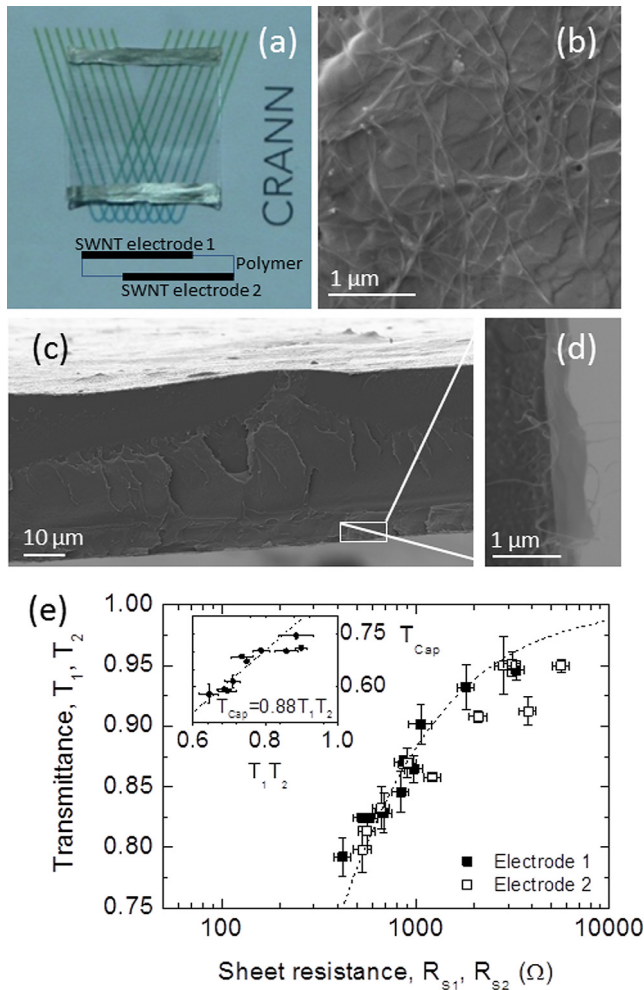 (a)
CRANN
SWNT electrode 1
Polymer
SWNT electrode 2
(b)
1 µm
(c)
10 µm
(d)
1 µm
(e)
Transmittance, T1, T2
1.00
0.95
0.90
0.85
0.80
0.75
0.75
0.60
TCap
TCap=0.88T1T2
0.6
0.8
1.0
T1T2
Electrode 1
Electrode 2
100
1000
10000
Sheet resistance, RS1, RS2 (Ω)